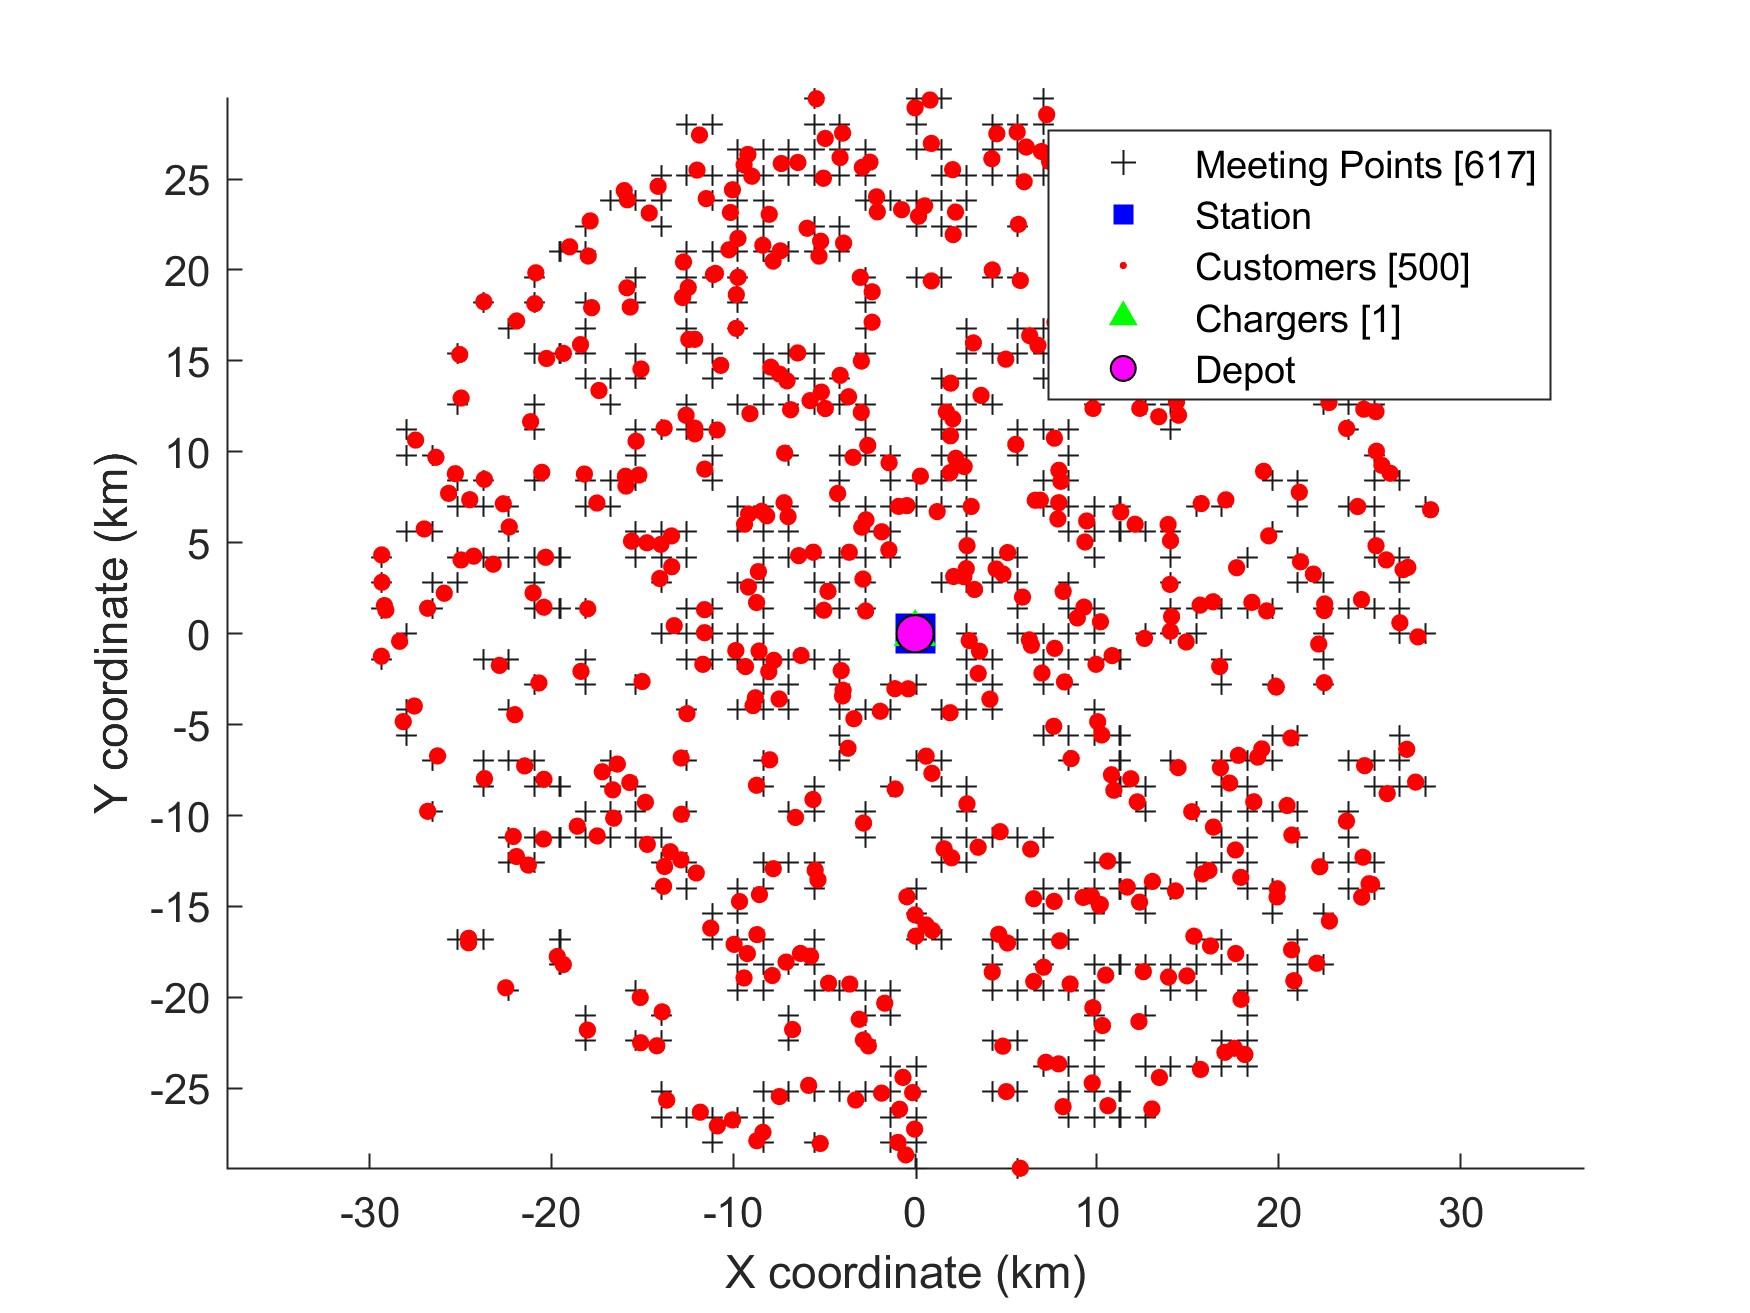 25
20
15
10
5
0
-5
-10
-15
-20
-25
Y coordinate (km)
Meeting Points [617]
Station
Customers [500]
Chargers [1]
Depot
-30 -20 -10 0 10 20 30
X coordinate (km)